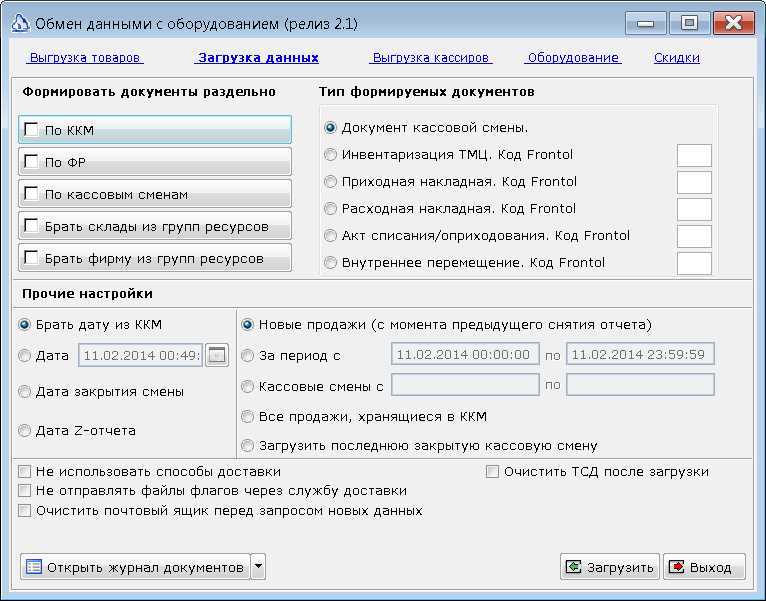 Обмен данными с оборудованием (релиз 2.1)
Выгрузка товаров Загрузка данных Выгрузка кассиров Оборудование Скидки
Формировать документы раздельно
По ККМ
По ФР
По кассовым сменам
Брать склады из групп ресурсов
Брать фирму из групп ресурсов
Тип формируемых документов
Документ кассовой смены.
Инвентаризация ТМЦ. Код Frontol
Приходная накладная. Код Frontol
Расходная накладная. Код Frontol
Акт списания/оприходования. Код Frontol
Внутреннее перемещение. Код Frontol
Прочие настройки
Брать дату из ККМ
Дата 11.02.2014 00:49:
Дата закрытия смены
Дата Z-отчета
Новые продажи (с момента предыдущего снятия отчета)
За период с 11.02.2014 00:00:00 по 11.02.2014 23:59:59
Кассовые смены с по
Все продажи, хранящиеся в ККМ
Загрузить последнюю закрытую кассовую смену
Не использовать способы доставки Очистить ТСД после загрузки
Не отправлять файлы флагов через службу доставки
Очистить почтовый ящик перед запросом новых данных
Открыть журнал документов Загрузить Выход